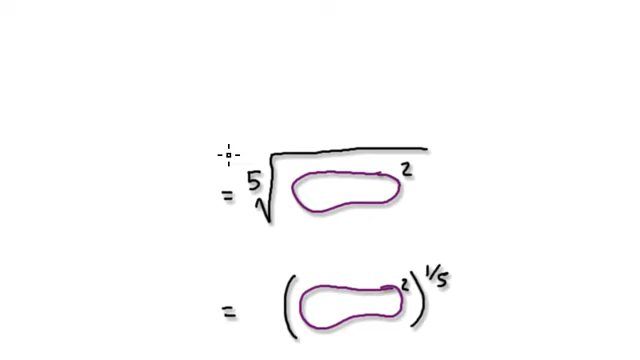 = ⁵√ ²
= ( ²)^1/5